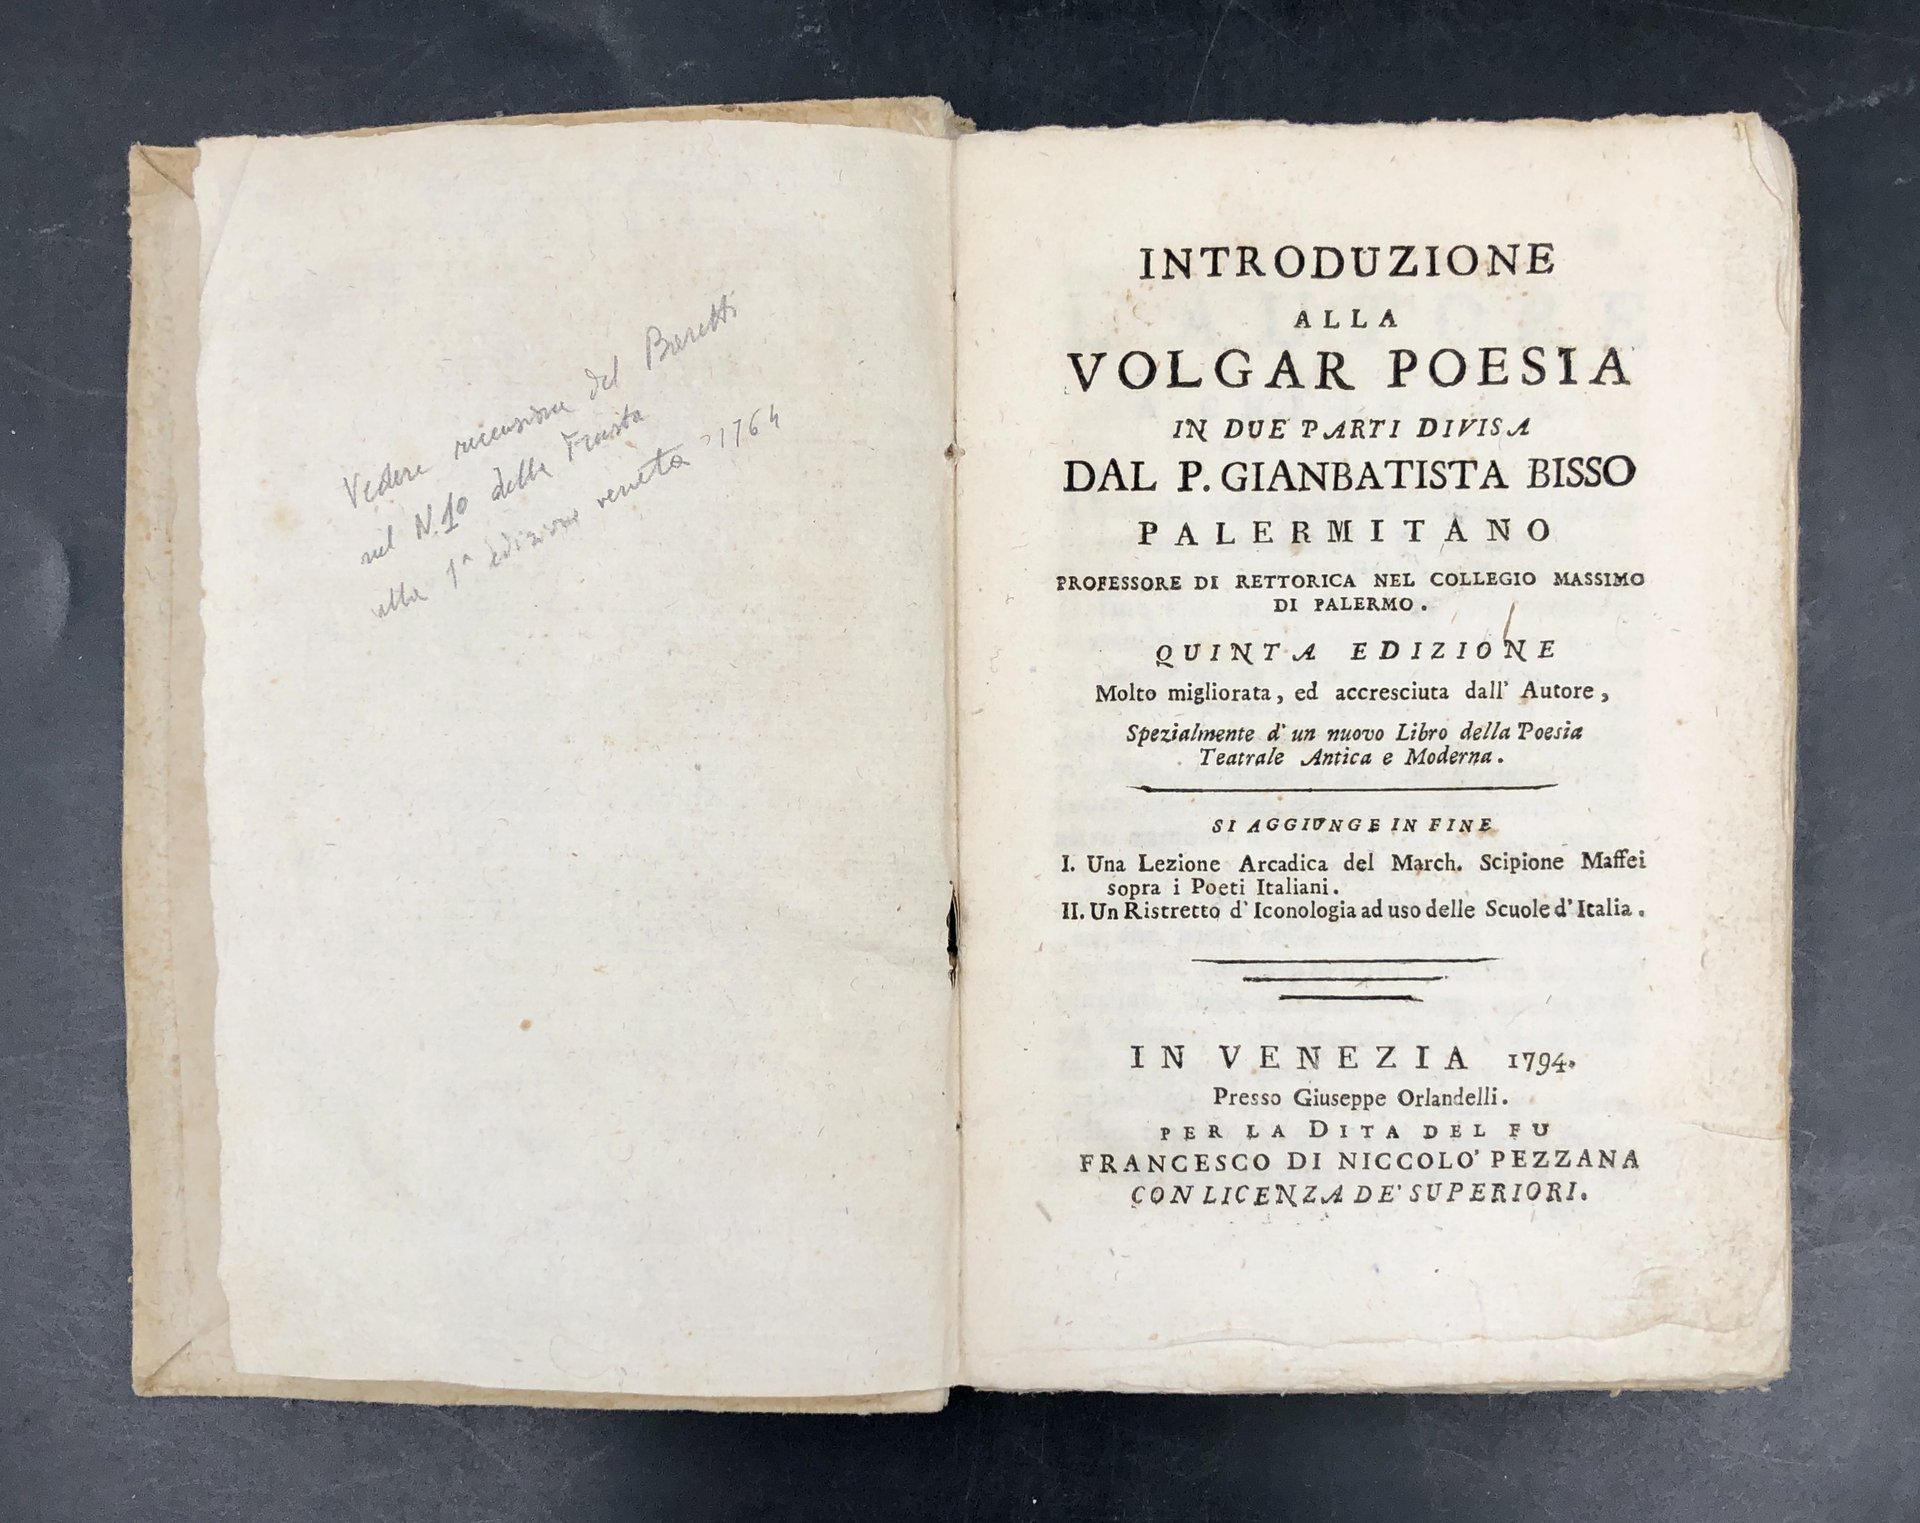 Vedere recensione del Baretti
nel N.10 della Frusta
alla 1ª edizione veneta 1764
INTRODUZIONE
ALLA
VOLGAR POESIA
IN DUE PARTI DIVISA
DAL P. GIANBATISTA BISSO
PALERMITANO
PROFESSORE DI RETTORICA NEL COLLEGIO MASSIMO
DI PALERMO.
QUINTA EDIZIONE
Molto migliorata, ed accresciuta dall' Autore,
Spezialmente d' un nuovo Libro della Poesia
Teatrale Antica e Moderna.
SI AGGIUNGE IN FINE
I. Una Lezione Arcadica del March. Scipione Maffei
sopra i Poeti Italiani.
II. Un Ristretto d' Iconologia ad uso delle Scuole d' Italia.
IN VENEZIA 1794.
Presso Giuseppe Orlandelli.
PER LA DITA DEL FU
FRANCESCO DI NICCOLO' PEZZANA
CON LICENZA DE' SUPERIORI.